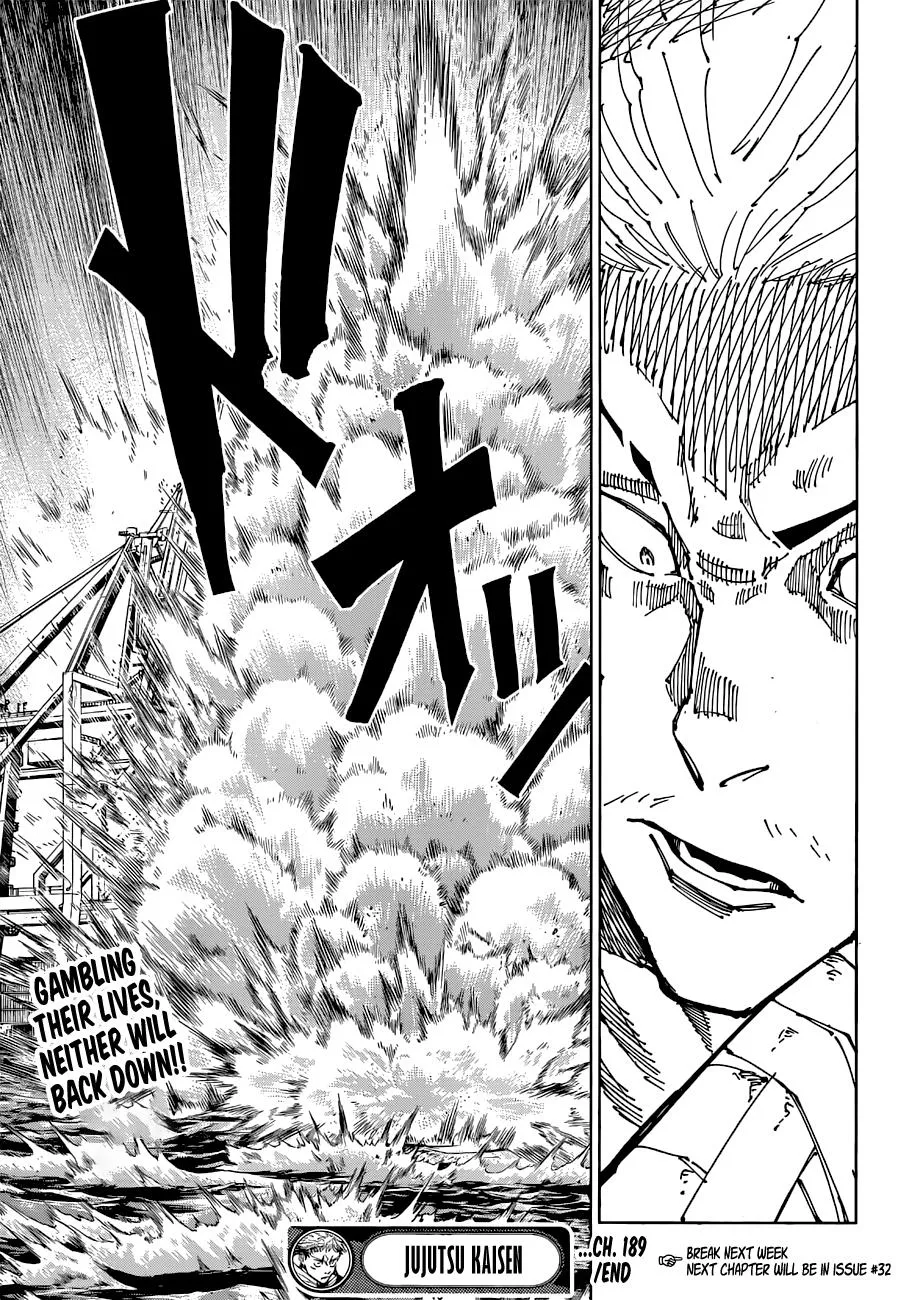 ドドオッ
GAMBLING
THEIR LIVES,
NEITHER WILL
BACK DOWN!!
JUJUTSU KAISEN
...CH. 189
/END
BREAK NEXT WEEK
NEXT CHAPTER WILL BE IN ISSUE #32